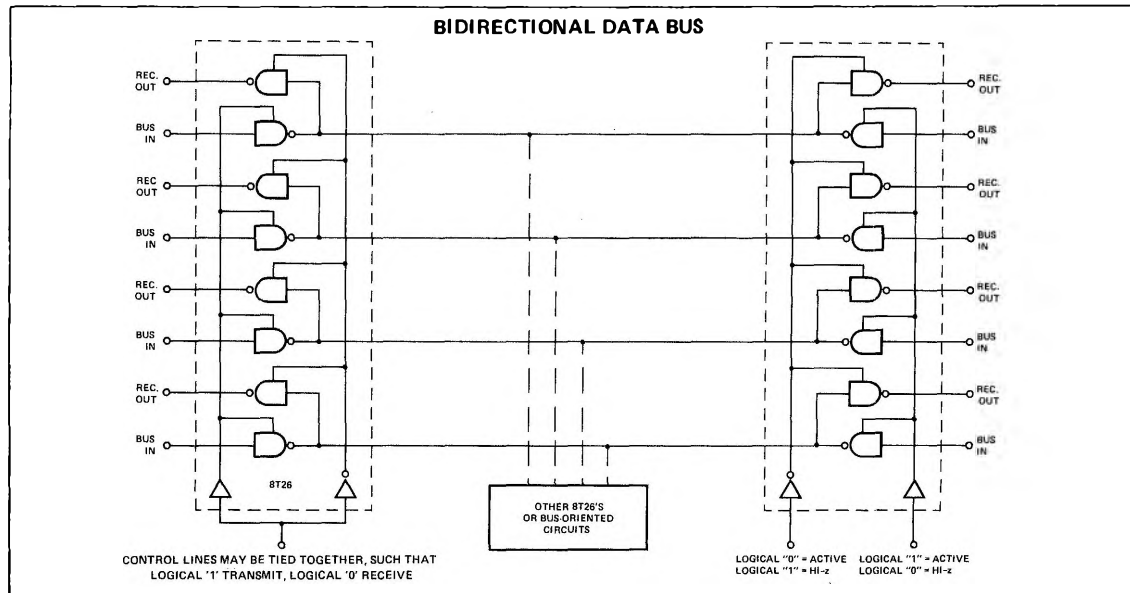 BIDIRECTIONAL DATA BUS
REC.
OUT
BUS
IN
REC
OUT
BUS
IN
REC.
OUT
BUS
IN
REC.
OUT
BUS
IN
8T26
CONTROL LINES MAY BE TIED TOGETHER, SUCH THAT
LOGICAL '1' TRANSMIT, LOGICAL '0' RECEIVE
OTHER 8T26'S
OR BUS-ORIENTED
CIRCUITS
REC.
OUT
BUS
IN
REC.
OUT
BUS
IN
REC.
OUT
BUS
IN
REC.
OUT
BUS
IN
LOGICAL "0" = ACTIVE
LOGICAL "1" = HI-z
LOGICAL "1" = ACTIVE
LOGICAL "0" = HI-z